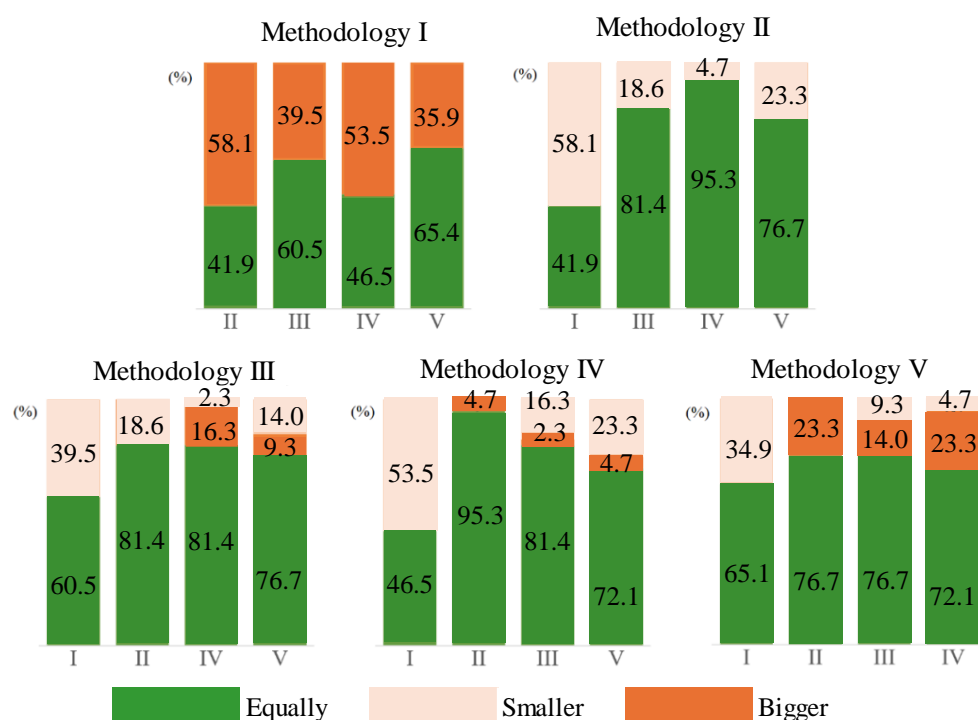 Methodology I
(%)
58.1 39.5 53.5 35.9
41.9 60.5 46.5 65.4
II III IV V
Methodology II
(%)
58.1 18.6 4.7 23.3
41.9 81.4 95.3 76.7
I III IV V
Methodology III
(%)
39.5 18.6 2.3 14.0
16.3 9.3
60.5 81.4 81.4 76.7
I II IV V
Methodology IV
(%)
53.5 4.7 16.3 23.3
2.3 4.7
46.5 95.3 81.4 72.1
I II III V
Methodology V
(%)
34.9 23.3 9.3 4.7
14.0 23.3
65.1 76.7 76.7 72.1
I II III IV
Equally Smaller Bigger